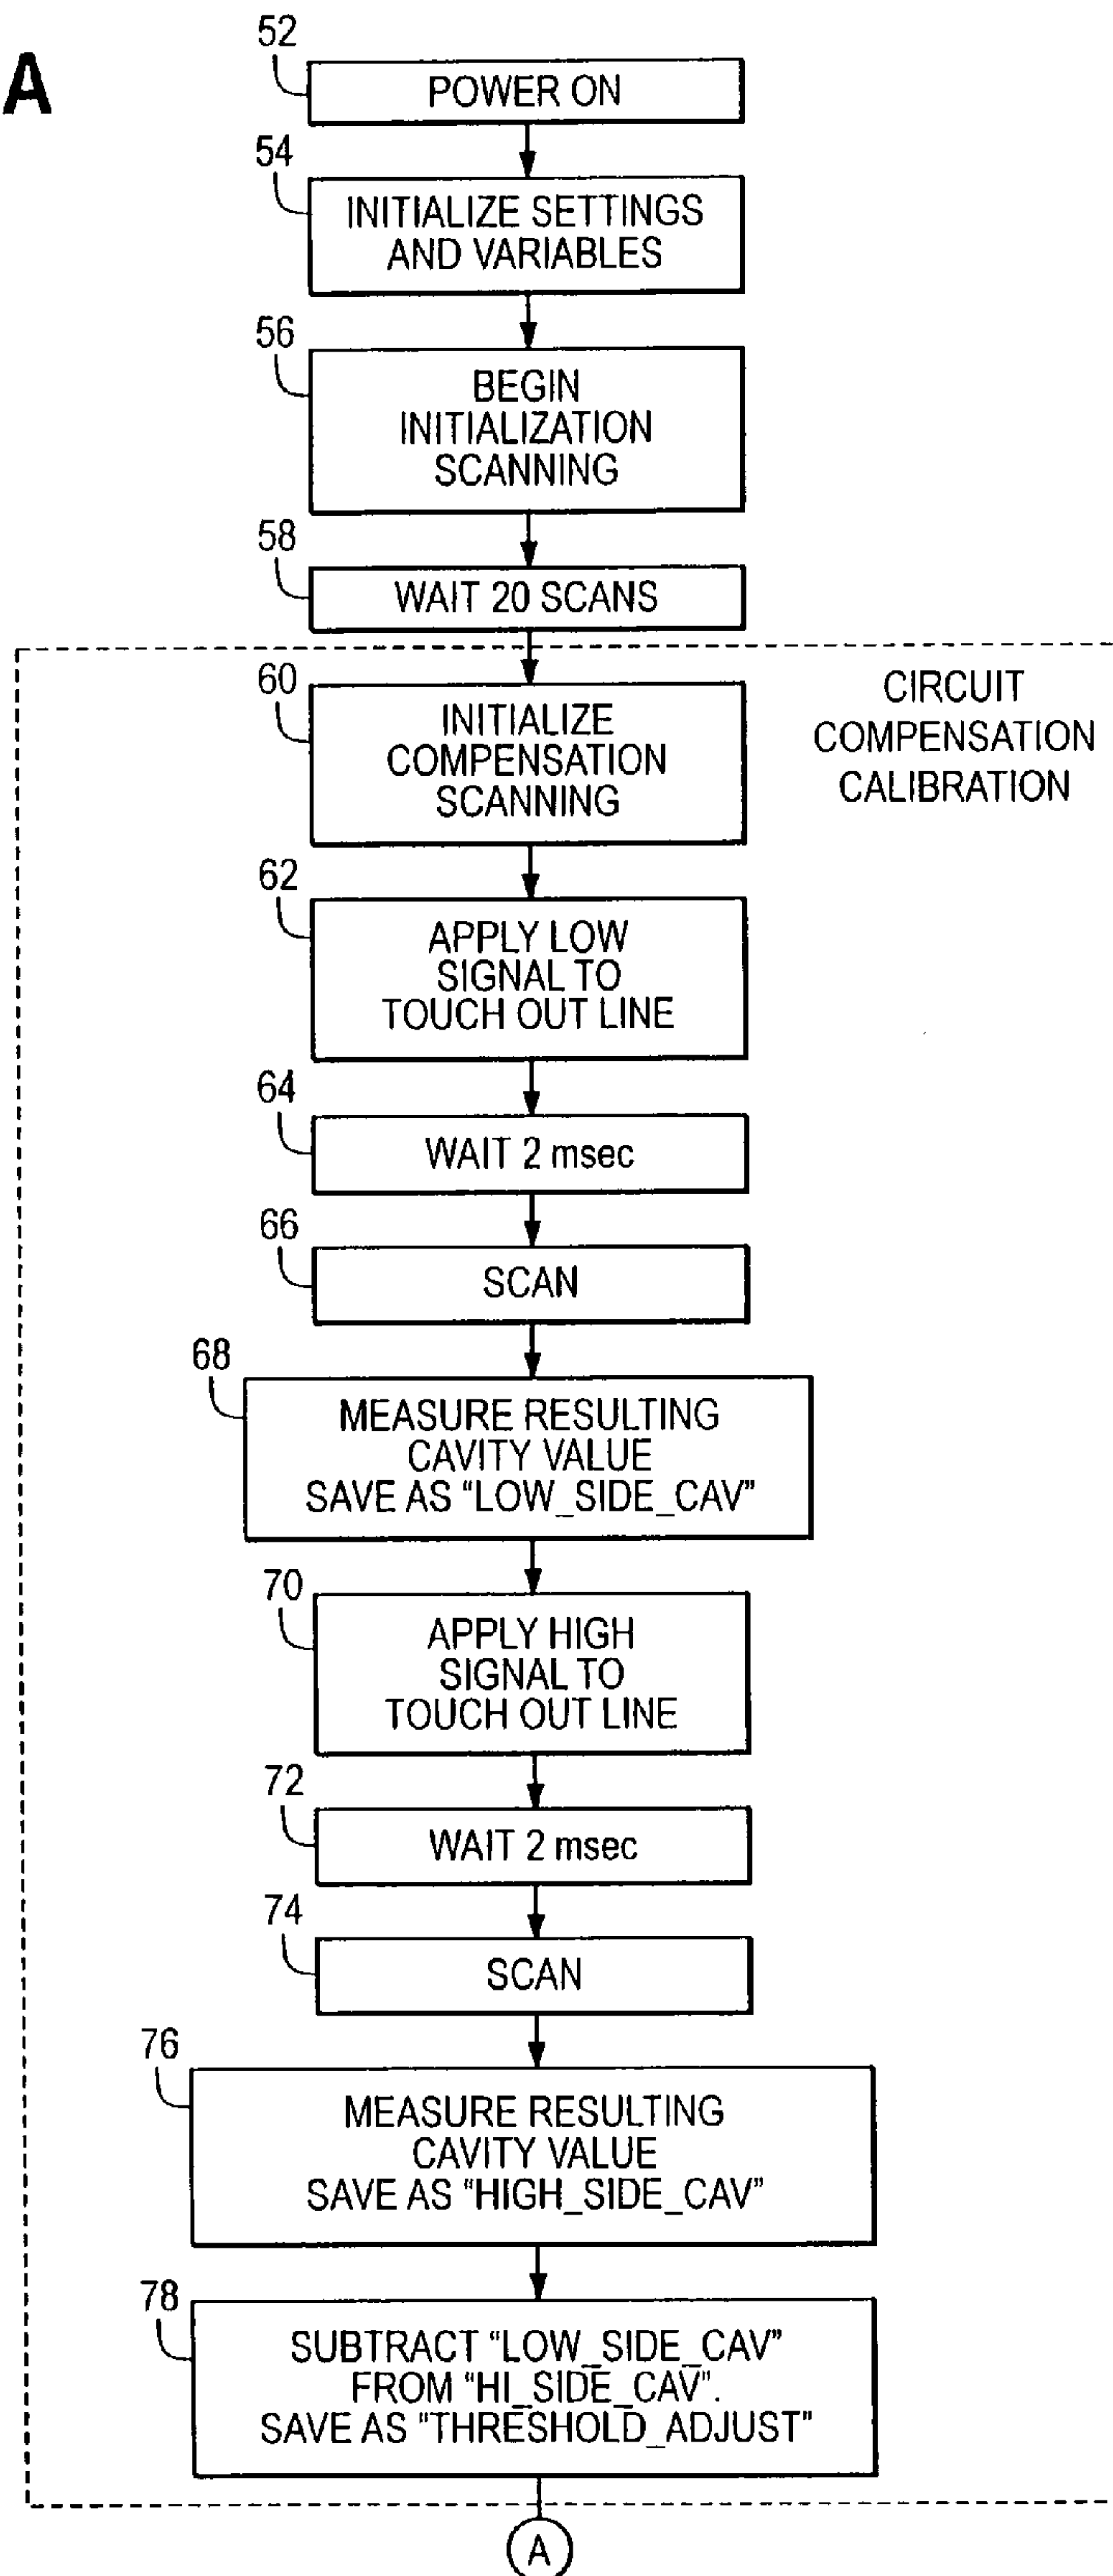 A
52
POWER ON
54
INITIALIZE SETTINGS
AND VARIABLES
56
BEGIN
INITIALIZATION
SCANNING
58
WAIT 20 SCANS
60
INITIALIZE
COMPENSATION
SCANNING
CIRCUIT
COMPENSATION
CALIBRATION
62
APPLY LOW
SIGNAL TO
TOUCH OUT LINE
64
WAIT 2 msec
66
SCAN
68
MEASURE RESULTING
CAVITY VALUE
SAVE AS “LOW_SIDE_CAV”
70
APPLY HIGH
SIGNAL TO
TOUCH OUT LINE
72
WAIT 2 msec
74
SCAN
76
MEASURE RESULTING
CAVITY VALUE
SAVE AS “HIGH_SIDE_CAV”
78
SUBTRACT “LOW_SIDE_CAV”
FROM “HI_SIDE_CAV”.
SAVE AS “THRESHOLD_ADJUST”
A